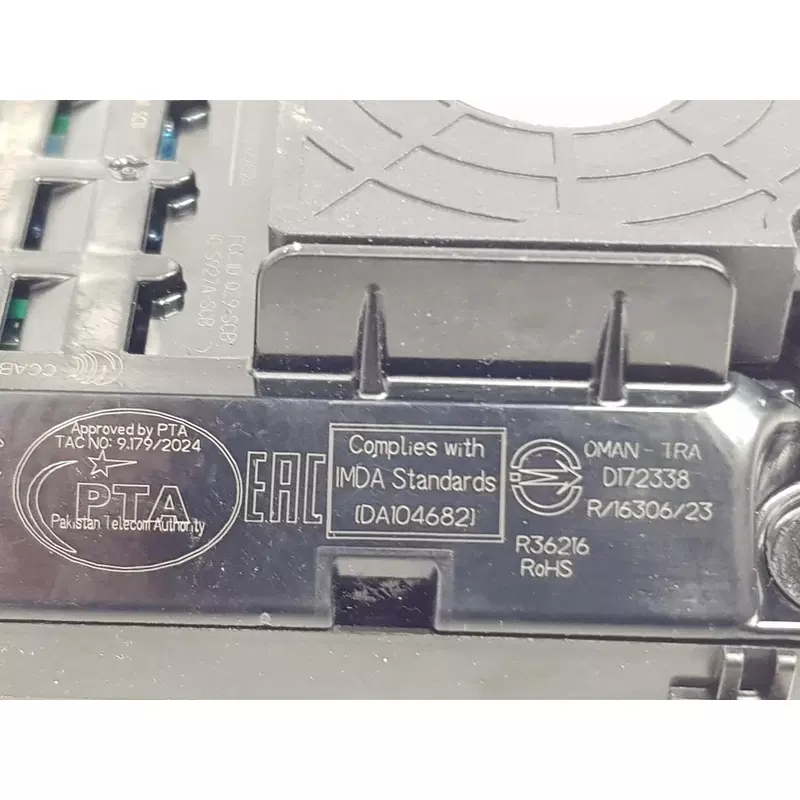 CCAB
Approved by PTA
TAC NO: 9.179/2024
PTA
Pakistan Telecom Authority
EAC
Complies with
IMDA Standards
[DA104682]
OMAN - TRA
D172338
R/16306/23
D
R36216
RoHS